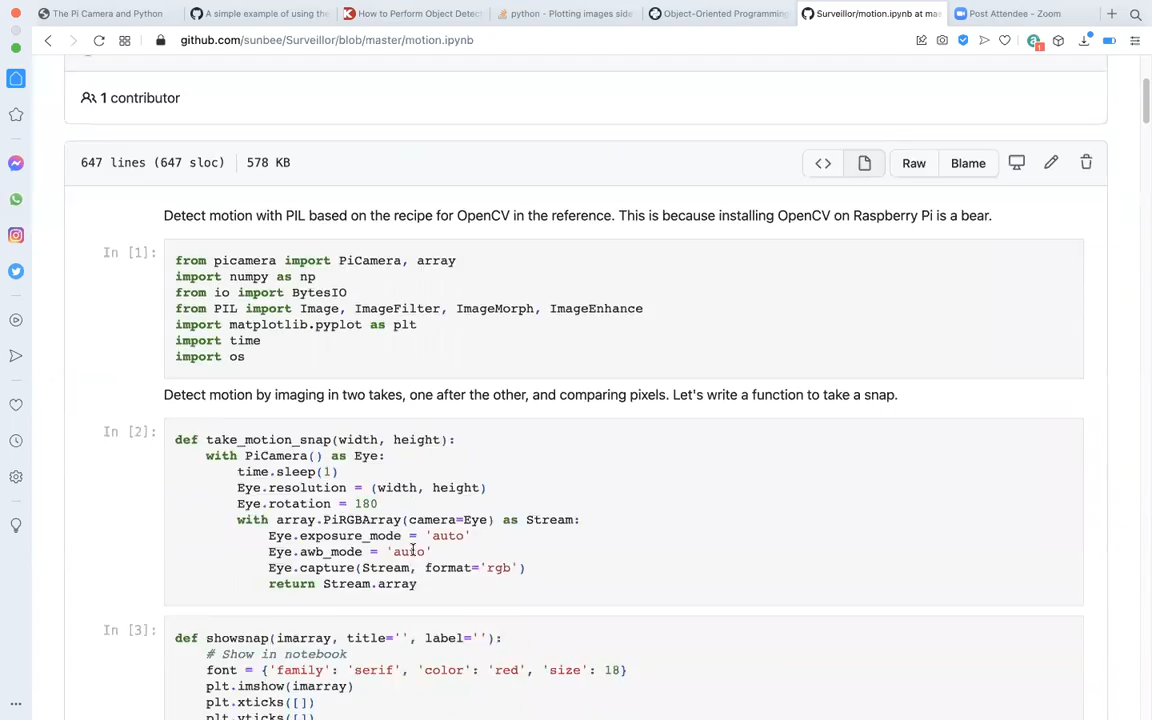 The Pi Camera and Python
A simple example of using the
How to Perform Object Detect
python - Plotting images side
Object-Oriented Programming
Surveillor/motion.ipynb at mas
Post Attendee - Zoom
github.com/sunbee/Surveillor/blob/master/motion.ipynb
1 contributor
647 lines (647 sloc)
578 KB
Raw
Blame
Detect motion with PIL based on the recipe for OpenCV in the reference. This is because installing OpenCV on Raspberry Pi is a bear.
In [1]:
from picamera import PiCamera, array
import numpy as np
from io import BytesIO
from PIL import Image, ImageFilter, ImageMorph, ImageEnhance
import matplotlib.pyplot as plt
import time
import os
Detect motion by imaging in two takes, one after the other, and comparing pixels. Let's write a function to take a snap.
In [2]:
def take_motion_snap(width, height):
with PiCamera() as Eye:
time.sleep(1)
Eye.resolution = (width, height)
Eye.rotation = 180
with array.PiRGBArray(camera=Eye) as Stream:
Eye.exposure_mode = 'auto'
Eye.awb_mode = 'auto'
Eye.capture(Stream, format='rgb')
return Stream.array
In [3]:
def showsnap(imarray, title='', label=''):
# Show in notebook
font = {'family': 'serif', 'color': 'red', 'size': 18}
plt.imshow(imarray)
plt.xticks([])
plt.yticks([])